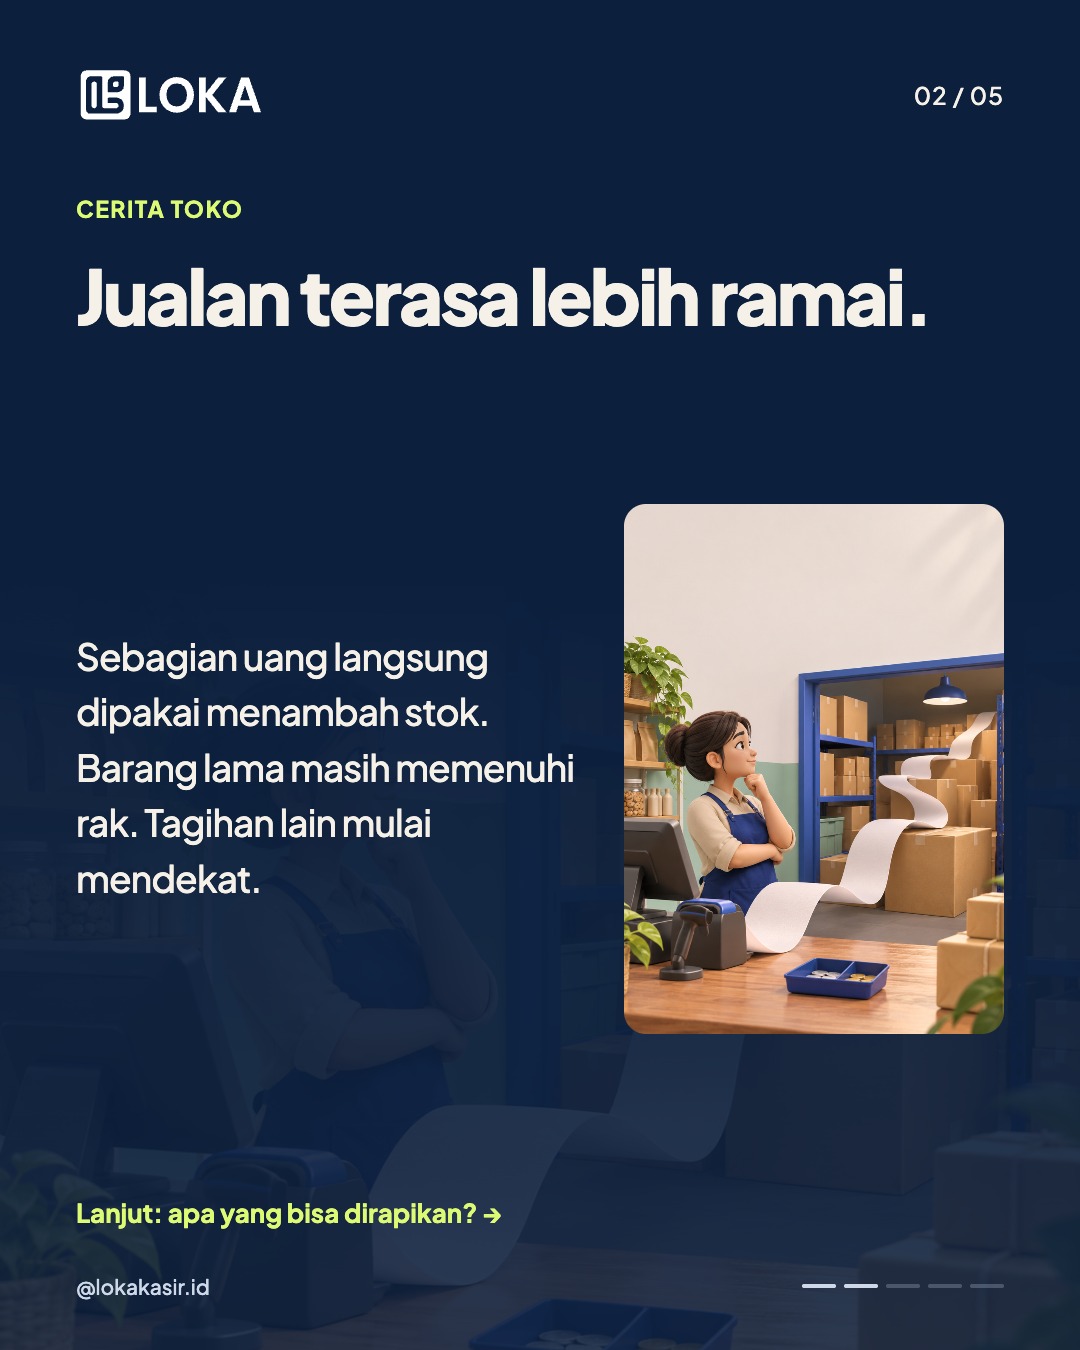 LOKA
02 / 05
CERITA TOKO
Jualan terasa lebih ramai.
Sebagian uang langsung
dipakai menambah stok.
Barang lama masih memenuhi
rak. Tagihan lain mulai
mendekat.
Lanjut: apa yang bisa dirapikan? →
@lokakasir.id